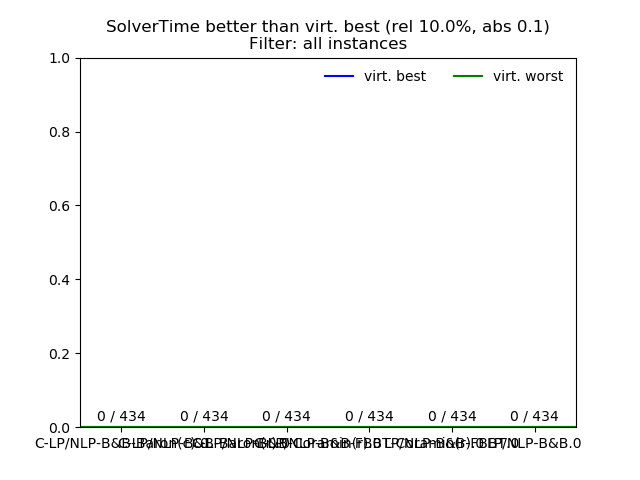 SolverTime better than virt. best (rel 10.0%, abs 0.1)
Filter: all instances
virt. best
virt. worst
1.0
0.8
0.6
0.4
0.2
0.0
0 / 434
0 / 434
0 / 434
0 / 434
0 / 434
0 / 434
C-LP/NLP-B&B-